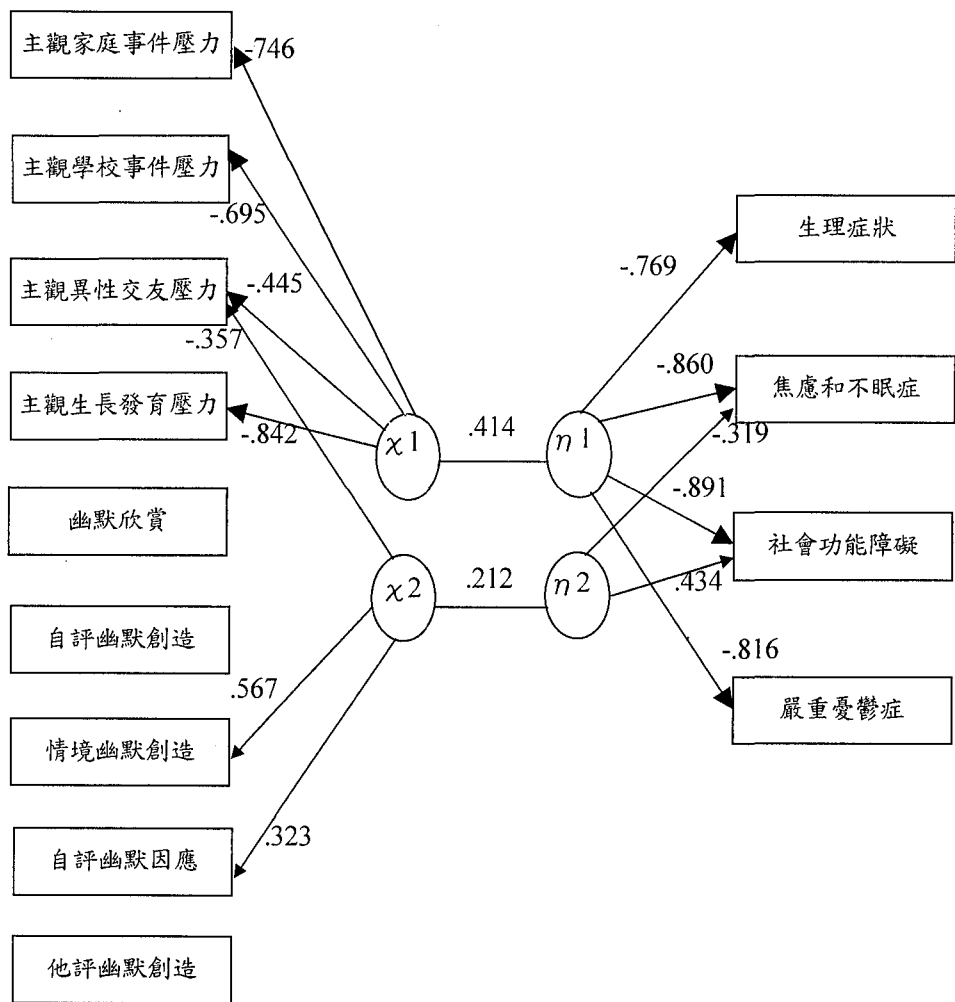 主觀家庭事件壓力
-.746
主觀學校事件壓力
-.695
主觀異性交友壓力
-.445
-.357
主觀生長發育壓力
-.842
幽默欣賞
自評幽默創造
.567
情境幽默創造
自評幽默因應
.323
他評幽默創造
χ1
.414
η1
χ2
.212
η2
-.769
生理症狀
-.860
焦慮和不眠症
-.319
-.891
社會功能障礙
.434
-.816
嚴重憂鬱症